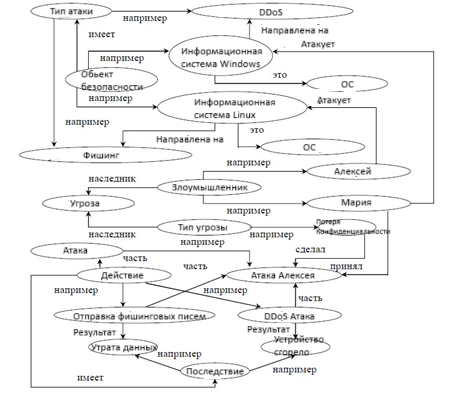 Тип атаки
например
DDoS
Направлена на
имеет
Атакует
например
Информационная
система Windows
Объект
безопасности
это
например
ОС
Информационная
система Linux
Атакует
например
Направлена на
это
Фишинг
ОС
например
Алексей
наследник
Злоумышленник
например
Угроза
Мария
Тип угрозы
например
Потеря
Конфиденциальности
наследник
например
Атака
сделал
часть
часть
принял
Действие
Атака Алексея
например
например
часть
Отправка фишинговых писем
DDoS Атака
Результат
Результат
Утрата данных
например
Устройство
сгорело
Последствие
например
имеет